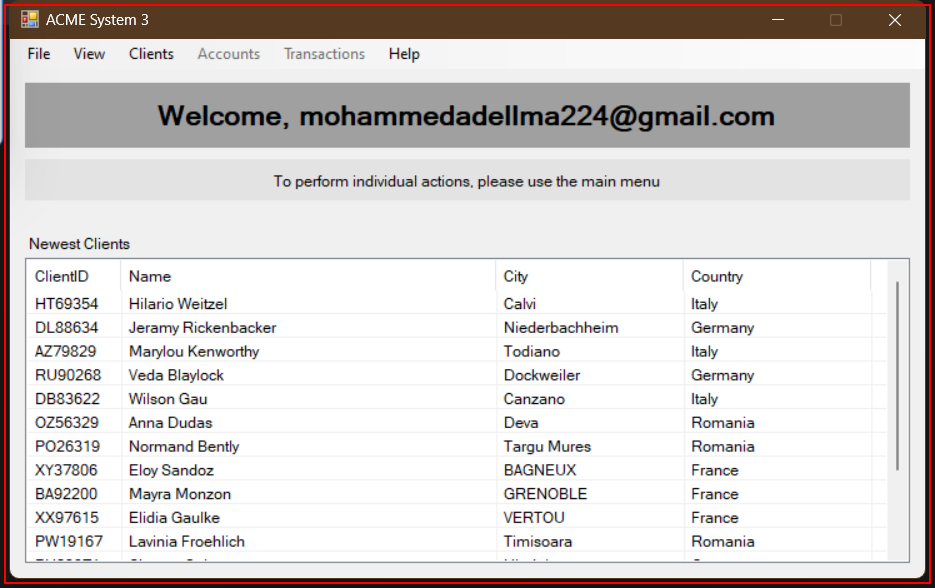 ACME System 3
File View Clients Accounts Transactions Help
Welcome, mohammedadellma224@gmail.com
To perform individual actions, please use the main menu
Newest Clients
ClientID Name City Country
HT69354 Hilario Weitzel Calvi Italy
DL88634 Jeramy Rickenbacker Niederbachheim Germany
AZ79829 Marylou Kenworthy Todiano Italy
RU90268 Veda Blaylock Dockweiler Germany
DB83622 Wilson Gau Canzano Italy
OZ56329 Anna Dudas Deva Romania
PO26319 Normand Bently Targu Mures Romania
XY37806 Eloy Sandoz BAGNEUX France
BA92200 Mayra Monzon GRENOBLE France
XX97615 Elidia Gaulke VERTOU France
PW19167 Lavinia Froehlich Timisoara Romania